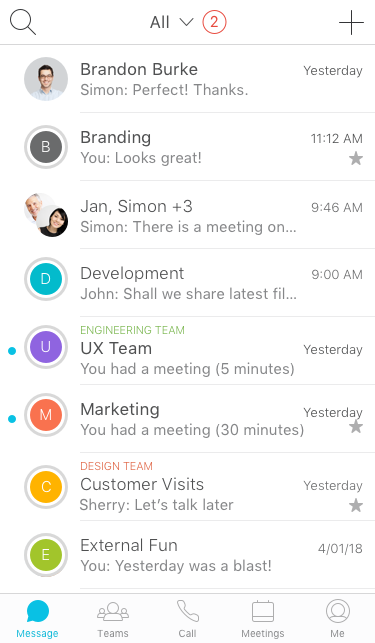 All 2
Brandon Burke Yesterday
Simon: Perfect! Thanks.
B Branding 11:12 AM
You: Looks great!
Jan, Simon +3 9:46 AM
Simon: There is a meeting on...
D Development 9:00 AM
John: Shall we share latest fil...
ENGINEERING TEAM
U UX Team Yesterday
You had a meeting (5 minutes)
M Marketing Yesterday
You had a meeting (30 minutes)
DESIGN TEAM
C Customer Visits Yesterday
Sherry: Let’s talk later
E External Fun 4/01/18
You: Yesterday was a blast!
Message Teams Call Meetings Me